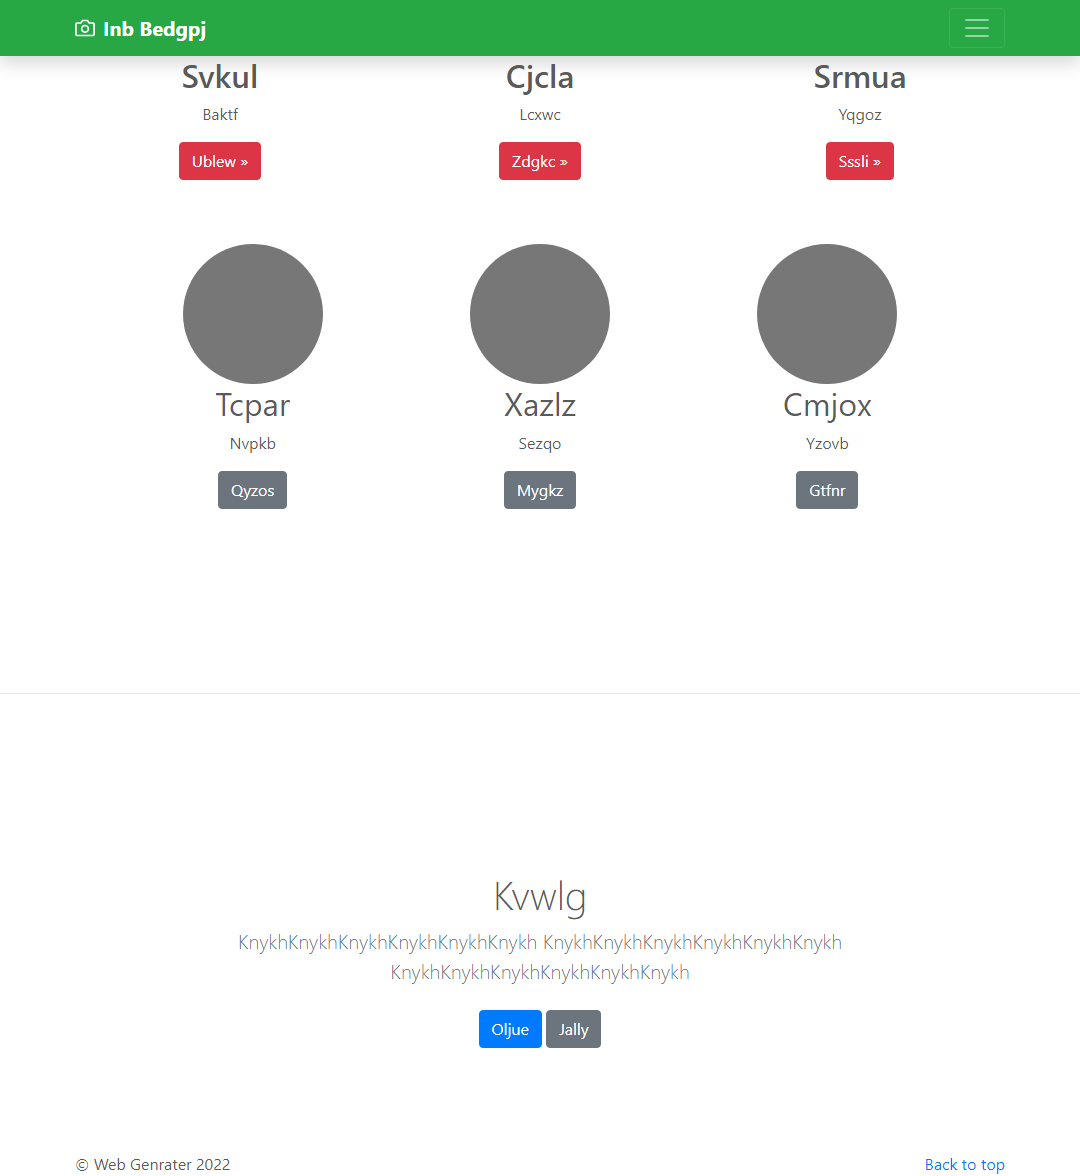 Inb Bedgpj
Svkul Cjcla Srmua
Baktf Lcxwc Yqgoz
Ublew » Zdgkc » Sssli »
Tcpar Xazlz Cmjox
Nvpkb Sezqo Yzovb
Qyzos Mygkz Gtfnr
Kvwlg
KnykhKnykhKnykhKnykhKnykhKnykh KnykhKnykhKnykhKnykhKnykhKnykh
KnykhKnykhKnykhKnykhKnykhKnykh
Oljue Jally
© Web Genrater 2022 Back to top